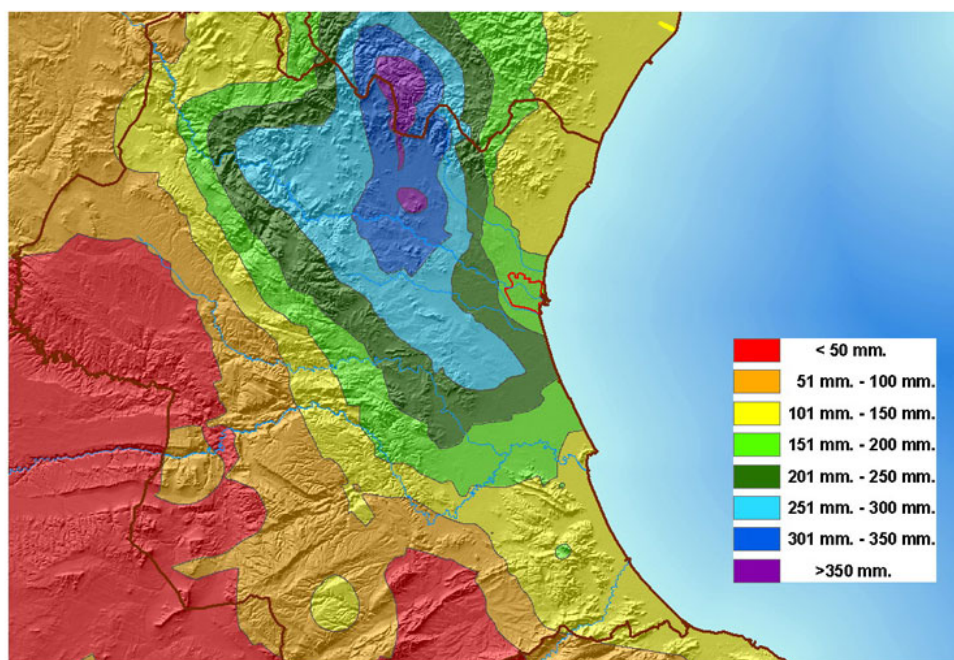 < 50 mm.
51 mm. - 100 mm.
101 mm. - 150 mm.
151 mm. - 200 mm.
201 mm. - 250 mm.
251 mm. - 300 mm.
301 mm. - 350 mm.
>350 mm.